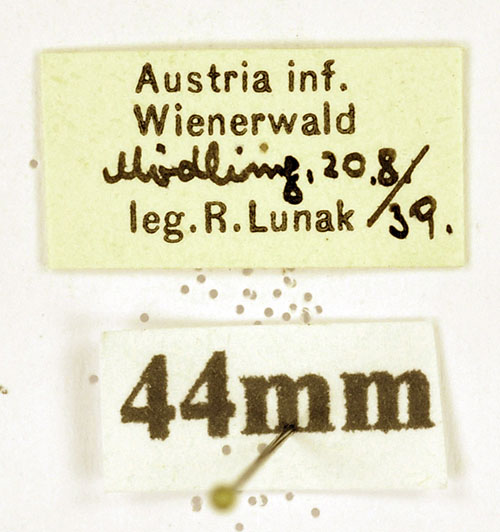 Austria inf.
Wienerwald
Mödling, 20.8/39.
leg. R. Lunak
44mm